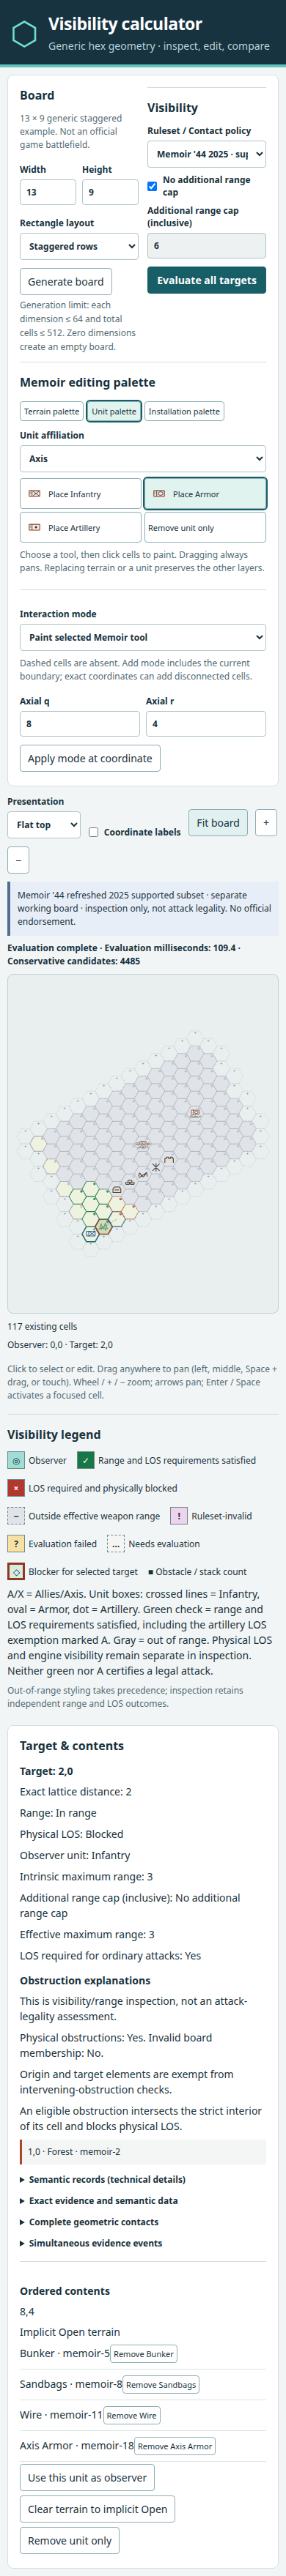 Visibility calculator
Generic hex geometry — inspect, edit, compare
Board
13 × 9 generic staggered
example. Not an official
game battlefield.
Width
Height
13
9
Rectangle layout
Staggered rows
Generate board
Generation limit: each
dimension ≤ 64 and total
cells ≤ 512. Zero dimensions
create an empty board.
Visibility
Ruleset / Contact policy
Memoir '44 2025 · sup
No additional range
cap
Additional range cap
(inclusive)
6
Evaluate all targets
Memoir editing palette
Terrain palette
Unit palette
Installation palette
Unit affiliation
Axis
Place Infantry
Place Armor
Place Artillery
Remove unit only
Choose a tool, then click cells to paint. Dragging always
pans. Replacing terrain or a unit preserves the other layers.
Interaction mode
Paint selected Memoir tool
Dashed cells are absent. Add mode includes the current
boundary; exact coordinates can add disconnected cells.
Axial q
Axial r
8
4
Apply mode at coordinate
Presentation
Flat top
Coordinate labels
Fit board
+
−
Memoir '44 refreshed 2025 supported subset · separate
working board · inspection only, not attack legality. No official
endorsement.
Evaluation complete · Evaluation milliseconds: 109.4 ·
Conservative candidates: 4485
117 existing cells
Observer: 0,0 · Target: 2,0
Click to select or edit. Drag anywhere to pan (left, middle, Space +
drag, or touch). Wheel / + / − zoom; arrows pan; Enter / Space
activates a focused cell.
Visibility legend
◎ Observer
✓ Range and LOS requirements satisfied
× LOS required and physically blocked
− Outside effective weapon range
! Ruleset-invalid
? Evaluation failed
… Needs evaluation
◇ Blocker for selected target
■ Obstacle / stack count
A/X = Allies/Axis. Unit boxes: crossed lines = Infantry,
oval = Armor, dot = Artillery. Green check = range and
LOS requirements satisfied, including the artillery LOS
exemption marked A. Gray = out of range. Physical LOS
and engine visibility remain separate in inspection.
Neither green nor A certifies a legal attack.
Out-of-range styling takes precedence; inspection retains
independent range and LOS outcomes.
Target & contents
Target: 2,0
Exact lattice distance: 2
Range: In range
Physical LOS: Blocked
Observer unit: Infantry
Intrinsic maximum range: 3
Additional range cap (inclusive): No additional
range cap
Effective maximum range: 3
LOS required for ordinary attacks: Yes
Obstruction explanations
This is visibility/range inspection, not an attack-
legality assessment.
Physical obstructions: Yes. Invalid board
membership: No.
Origin and target elements are exempt from
intervening-obstruction checks.
An eligible obstruction intersects the strict interior
of its cell and blocks physical LOS.
1,0 · Forest · memoir-2
Semantic records (technical details)
Exact evidence and semantic data
Complete geometric contacts
Simultaneous evidence events
Ordered contents
8,4
Implicit Open terrain
Bunker · memoir-5 Remove Bunker
Sandbags · memoir-8 Remove Sandbags
Wire · memoir-11 Remove Wire
Axis Armor · memoir-18 Remove Axis Armor
Use this unit as observer
Clear terrain to implicit Open
Remove unit only